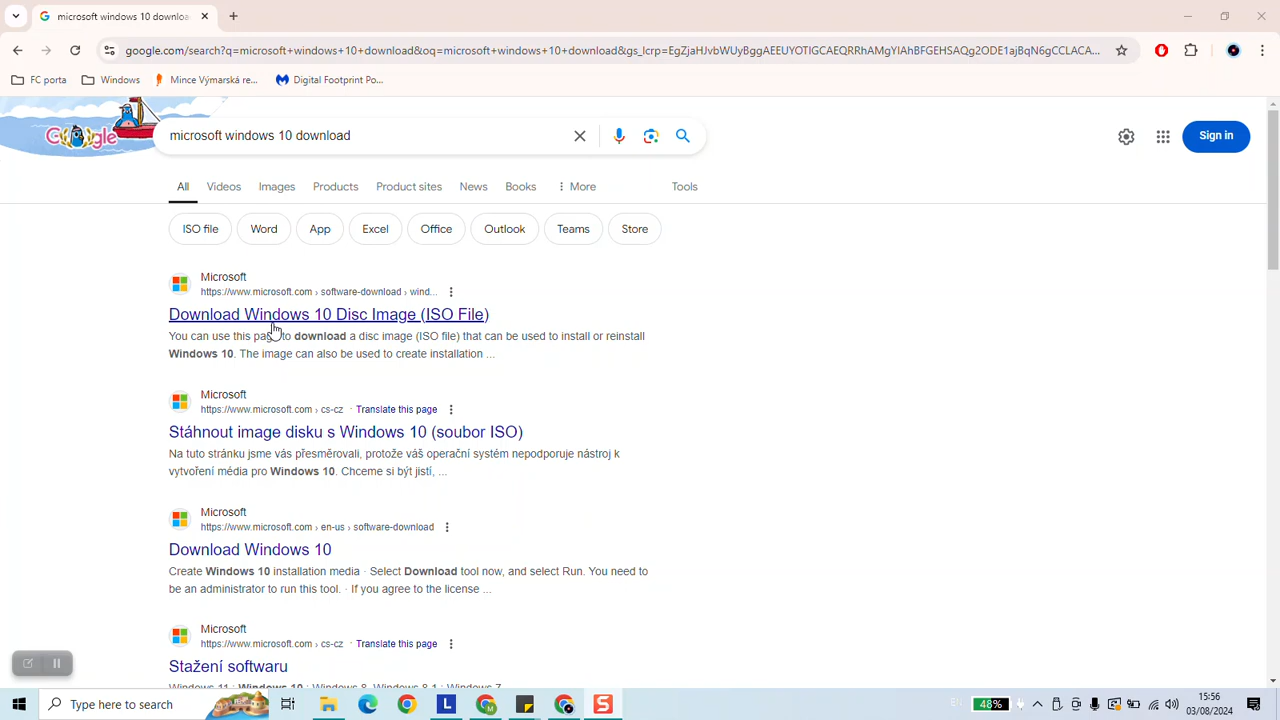 microsoft windows 10 downloa
google.com/search?q=microsoft+windows+10+download&oq=microsoft+windows+10+download&gs_lcrp=EgZjaHJvbWUyBggAEEUYOTIGCAEQRRhAMgYIAhBFGEHSAQg2ODE1ajBqN6gCCLACA...
FC porta
Windows
Mince Výmarská re...
Digital Footprint Po...
Google
microsoft windows 10 download
Sign in
All
Videos
Images
Products
Product sites
News
Books
More
Tools
ISO file
Word
App
Excel
Office
Outlook
Teams
Store
Microsoft
https://www.microsoft.com › software-download › wind...
Download Windows 10 Disc Image (ISO File)
You can use this page to download a disc image (ISO file) that can be used to install or reinstall
Windows 10. The image can also be used to create installation ...
Microsoft
https://www.microsoft.com › cs-cz · Translate this page
Stáhnout image disku s Windows 10 (soubor ISO)
Na tuto stránku jsme vás přesměrovali, protože váš operační systém nepodporuje nástroj k
vytvoření média pro Windows 10. Chceme si být jistí, ...
Microsoft
https://www.microsoft.com › en-us › software-download
Download Windows 10
Create Windows 10 installation media · Select Download tool now, and select Run. You need to
be an administrator to run this tool. · If you agree to the license ...
Microsoft
https://www.microsoft.com › cs-cz · Translate this page
Stažení softwaru
Windows 11 · Windows 10 · Windows 8, Windows 8.1 · Windows 7
Type here to search
48%
15:56
03/08/2024